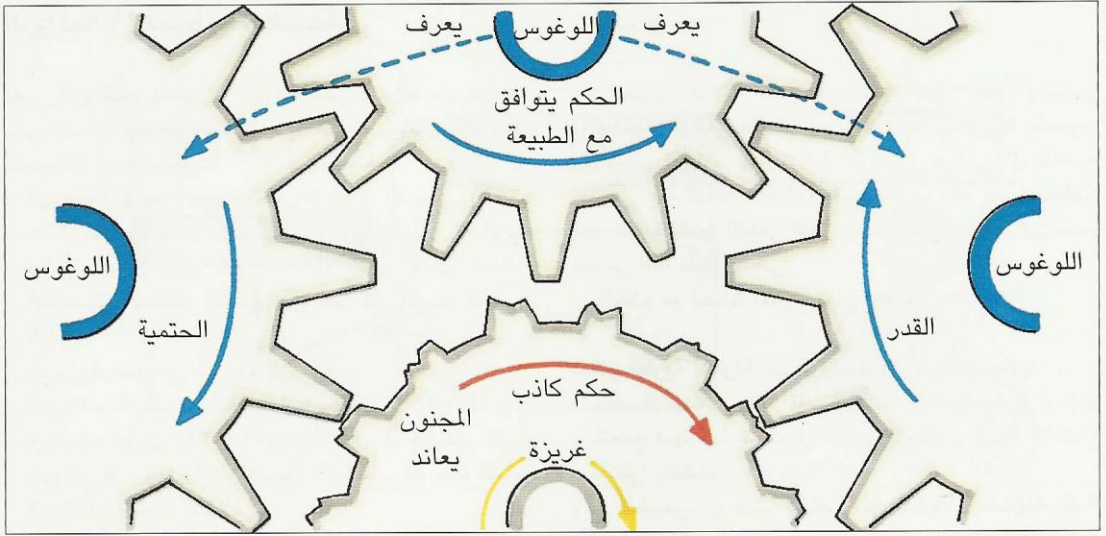 يعرف
اللوغوس
يعرف
الحكم يتوافق
مع الطبيعة
اللوغوس
القدر
اللوغوس
الحتمية
حكم كاذب
المجنون
يعاند
غريزة